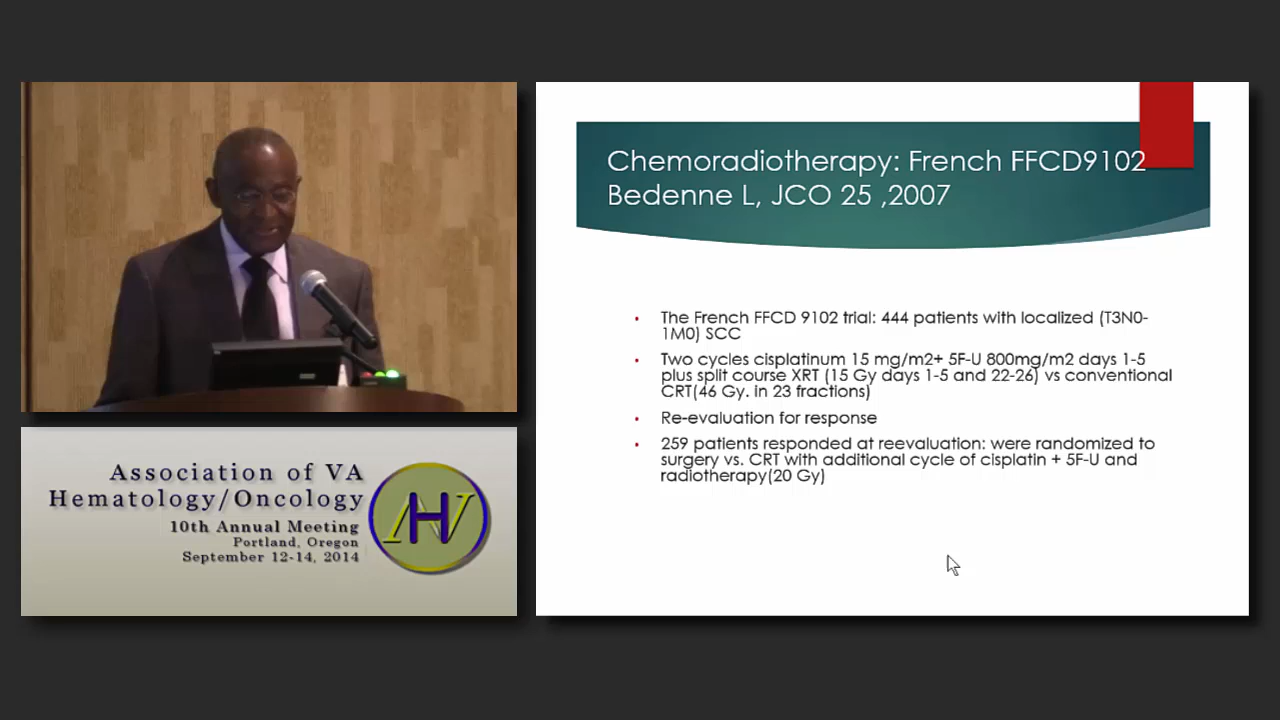 Chemoradiotherapy: French FFCD9102
Bedenne L, JCO 25 ,2007
• The French FFCD 9102 trial: 444 patients with localized (T3N0-
1M0) SCC
• Two cycles cisplatinum 15 mg/m2+ 5F-U 800mg/m2 days 1-5
plus split course XRT (15 Gy days 1-5 and 22-26) vs conventional
CRT(46 Gy. in 23 fractions)
• Re-evaluation for response
• 259 patients responded at reevaluation: were randomized to
surgery vs. CRT with additional cycle of cisplatin + 5F-U and
radiotherapy(20 Gy)
Association of VA
Hematology/Oncology
10th Annual Meeting
Portland, Oregon
September 12-14, 2014
AVH